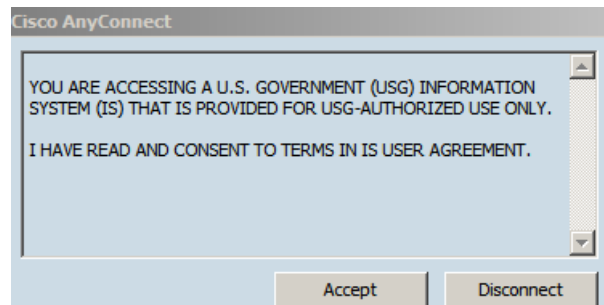 Cisco AnyConnect
YOU ARE ACCESSING A U.S. GOVERNMENT (USG) INFORMATION
SYSTEM (IS) THAT IS PROVIDED FOR USG-AUTHORIZED USE ONLY.
I HAVE READ AND CONSENT TO TERMS IN IS USER AGREEMENT.
Accept
Disconnect